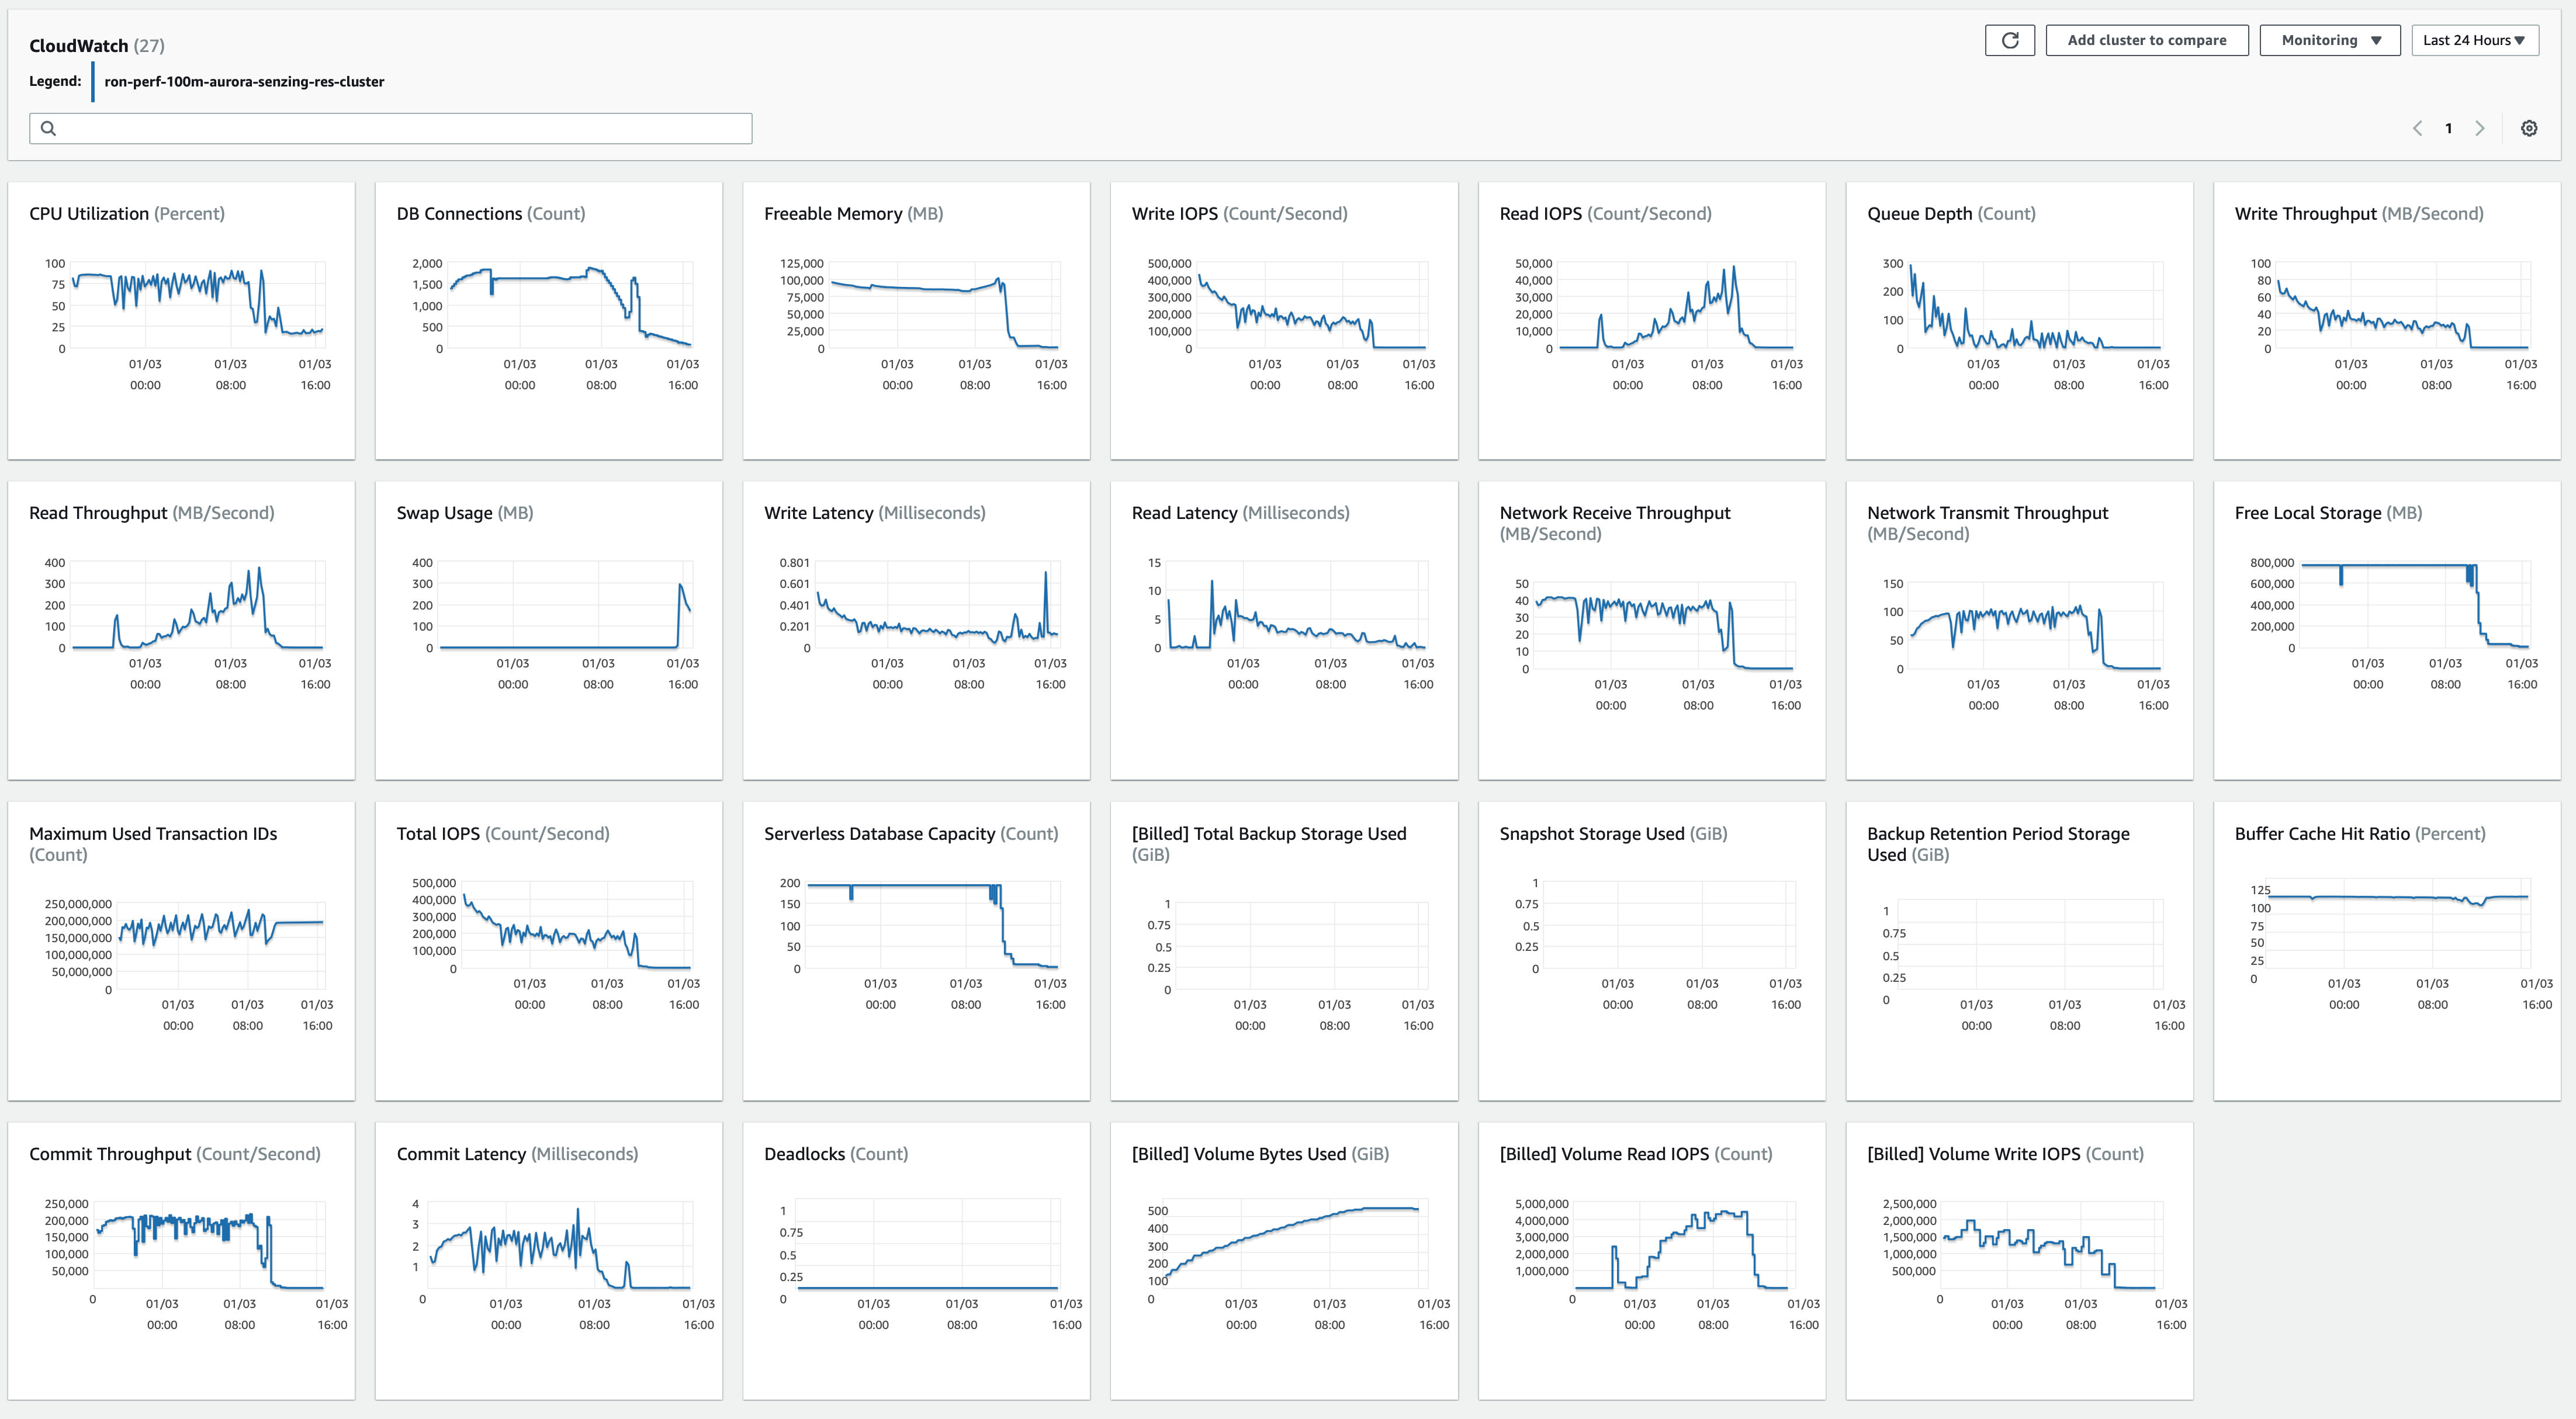 CloudWatch (27)
Add cluster to compare
Monitoring
Last 24 Hours
Legend:
ron-perf-100m-aurora-senzing-res-cluster
1
CPU Utilization (Percent)
100
75
50
25
0
01/03 01/03 01/03
00:00 08:00 16:00
DB Connections (Count)
2,000
1,500
1,000
500
0
01/03 01/03 01/03
00:00 08:00 16:00
Freeable Memory (MB)
125,000
100,000
75,000
50,000
25,000
0
01/03 01/03 01/03
00:00 08:00 16:00
Write IOPS (Count/Second)
500,000
400,000
300,000
200,000
100,000
0
01/03 01/03 01/03
00:00 08:00 16:00
Read IOPS (Count/Second)
50,000
40,000
30,000
20,000
10,000
0
01/03 01/03 01/03
00:00 08:00 16:00
Queue Depth (Count)
300
200
100
0
01/03 01/03 01/03
00:00 08:00 16:00
Write Throughput (MB/Second)
100
80
60
40
20
0
01/03 01/03 01/03
00:00 08:00 16:00
Read Throughput (MB/Second)
400
300
200
100
0
01/03 01/03 01/03
00:00 08:00 16:00
Swap Usage (MB)
400
300
200
100
0
01/03 01/03 01/03
00:00 08:00 16:00
Write Latency (Milliseconds)
0.801
0.601
0.401
0.201
0
01/03 01/03 01/03
00:00 08:00 16:00
Read Latency (Milliseconds)
15
10
5
0
01/03 01/03 01/03
00:00 08:00 16:00
Network Receive Throughput
(MB/Second)
50
40
30
20
10
0
01/03 01/03 01/03
00:00 08:00 16:00
Network Transmit Throughput
(MB/Second)
150
100
50
0
01/03 01/03 01/03
00:00 08:00 16:00
Free Local Storage (MB)
800,000
600,000
400,000
200,000
0
01/03 01/03 01/03
00:00 08:00 16:00
Maximum Used Transaction IDs
(Count)
250,000,000
200,000,000
150,000,000
100,000,000
50,000,000
0
01/03 01/03 01/03
00:00 08:00 16:00
Total IOPS (Count/Second)
500,000
400,000
300,000
200,000
100,000
0
01/03 01/03 01/03
00:00 08:00 16:00
Serverless Database Capacity (Count)
200
150
100
50
0
01/03 01/03 01/03
00:00 08:00 16:00
[Billed] Total Backup Storage Used
(GiB)
1
0.75
0.5
0.25
0
01/03 01/03 01/03
00:00 08:00 16:00
Snapshot Storage Used (GiB)
1
0.75
0.5
0.25
0
01/03 01/03 01/03
00:00 08:00 16:00
Backup Retention Period Storage
Used (GiB)
1
0.75
0.5
0.25
0
01/03 01/03 01/03
00:00 08:00 16:00
Buffer Cache Hit Ratio (Percent)
125
100
75
50
25
0
01/03 01/03 01/03
00:00 08:00 16:00
Commit Throughput (Count/Second)
250,000
200,000
150,000
100,000
50,000
0
01/03 01/03 01/03
00:00 08:00 16:00
Commit Latency (Milliseconds)
4
3
2
1
0
01/03 01/03 01/03
00:00 08:00 16:00
Deadlocks (Count)
1
0.75
0.5
0.25
0
01/03 01/03 01/03
00:00 08:00 16:00
[Billed] Volume Bytes Used (GiB)
500
400
300
200
100
0
01/03 01/03 01/03
00:00 08:00 16:00
[Billed] Volume Read IOPS (Count)
5,000,000
4,000,000
3,000,000
2,000,000
1,000,000
0
01/03 01/03 01/03
00:00 08:00 16:00
[Billed] Volume Write IOPS (Count)
2,500,000
2,000,000
1,500,000
1,000,000
500,000
0
01/03 01/03 01/03
00:00 08:00 16:00